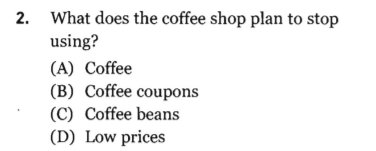 2. What does the coffee shop plan to stop
using?
(A) Coffee
(B) Coffee coupons
(C) Coffee beans
(D) Low prices